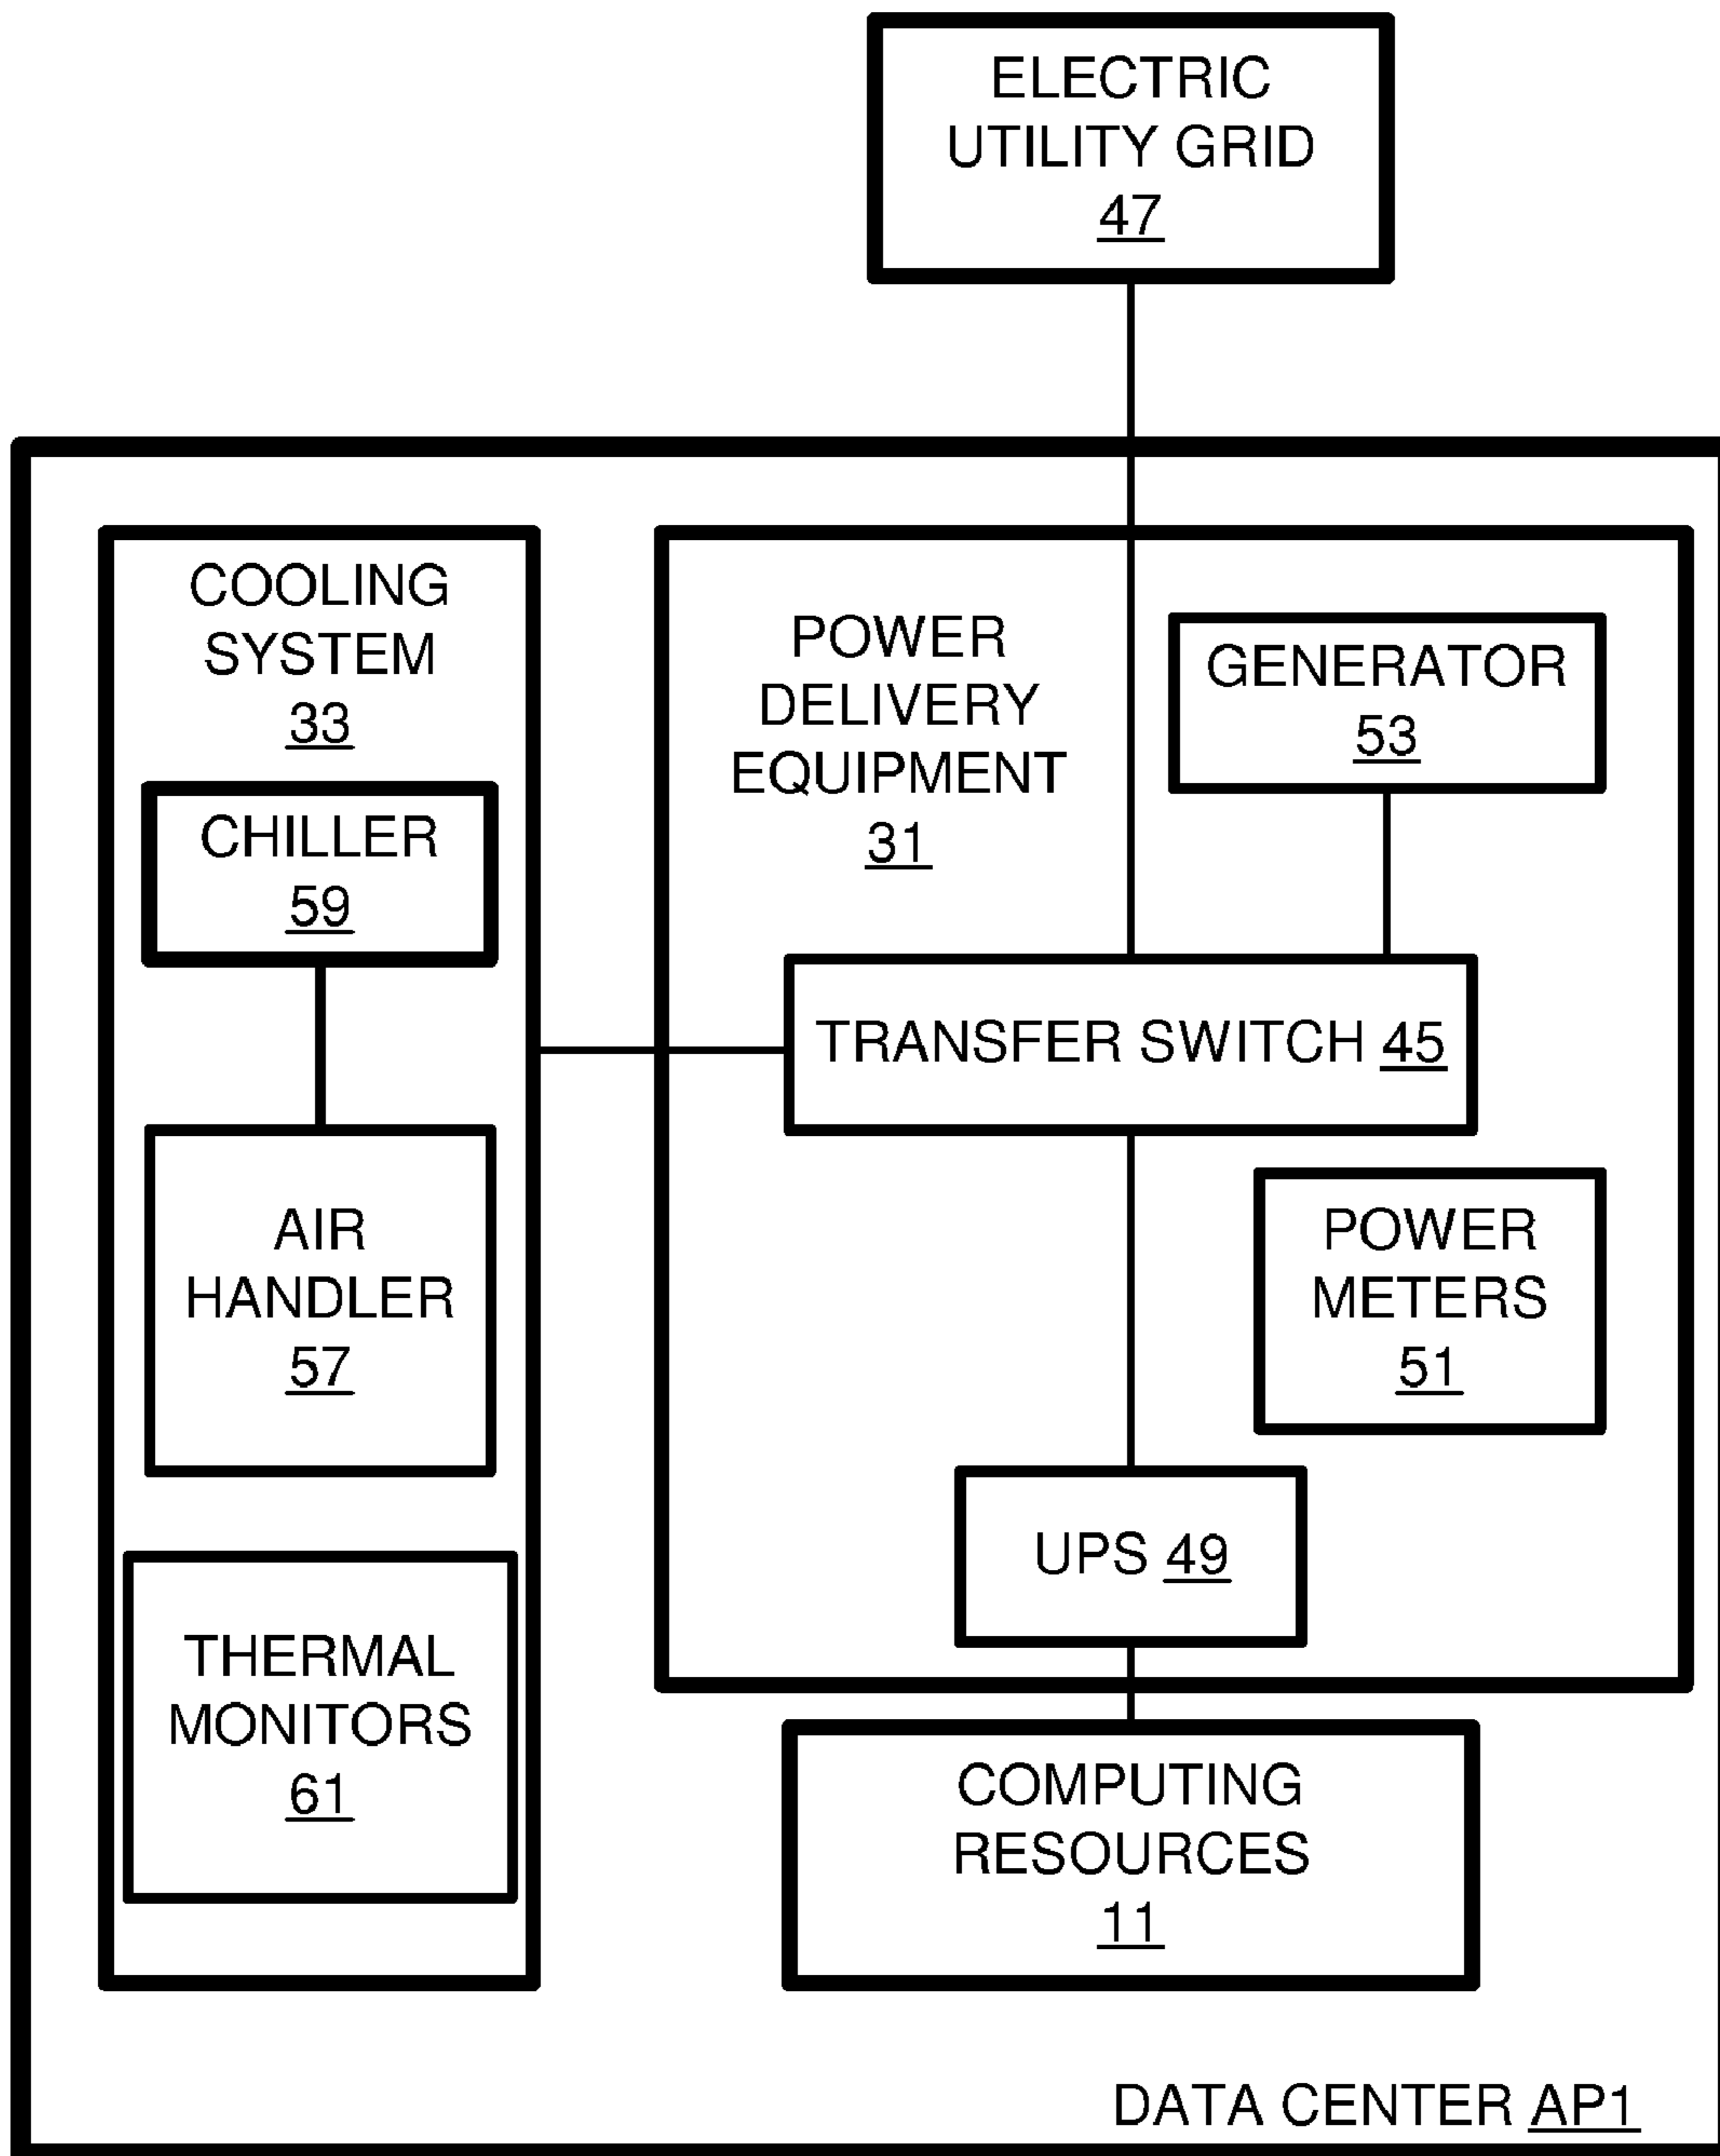 ELECTRIC
UTILITY GRID
47
COOLING
SYSTEM
33
CHILLER
59
AIR
HANDLER
57
THERMAL
MONITORS
61
POWER
DELIVERY
EQUIPMENT
31
GENERATOR
53
TRANSFER SWITCH 45
POWER
METERS
51
UPS 49
COMPUTING
RESOURCES
11
DATA CENTER AP1